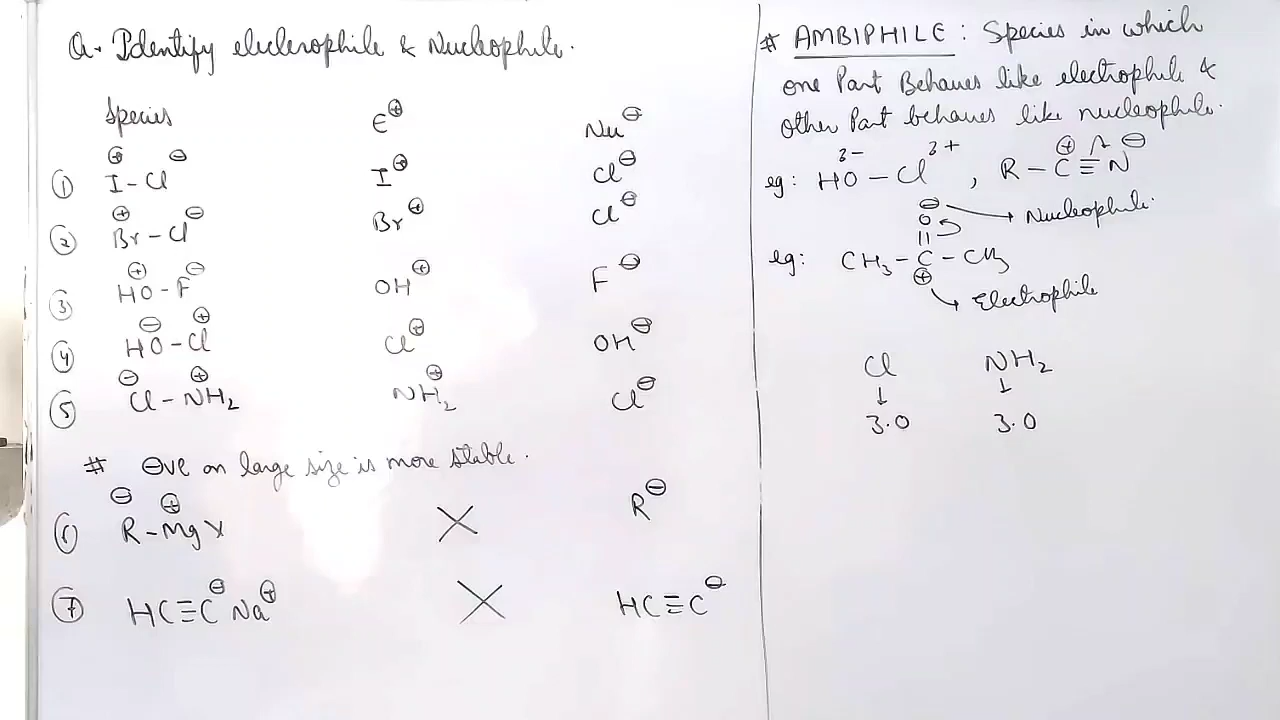 Q. Identify electrophile & Nucleophile.
Species E⊕ Nu⊖
① I⊕-Cl⊖ I⊕ Cl⊖
② Br⊕-Cl⊖ Br⊕ Cl⊖
③ HO⊕-F⊖ OH⊕ F⊖
④ HO⊖-Cl⊕ Cl⊕ OH⊖
⑤ Cl⊖-NH₂⊕ NH₂⊕ Cl⊖
# ⊖ve on large size is more stable.
⑥ R⊖-Mg⊕X ✗ R⊖
⑦ HC≡C⊖ Na⊕ ✗ HC≡C⊖
# AMBIPHILE : Species in which
one Part Behaves like electrophile &
other Part behaves like nucleophile.
eg: HOδ- - Clδ+ , R-C⊕≡N⊖
⊖ → Nucleophile.
O
||
eg: CH₃-C-CH₃
⊕ → Electrophile
Cl NH₂
↓ ↓
3.0 3.0